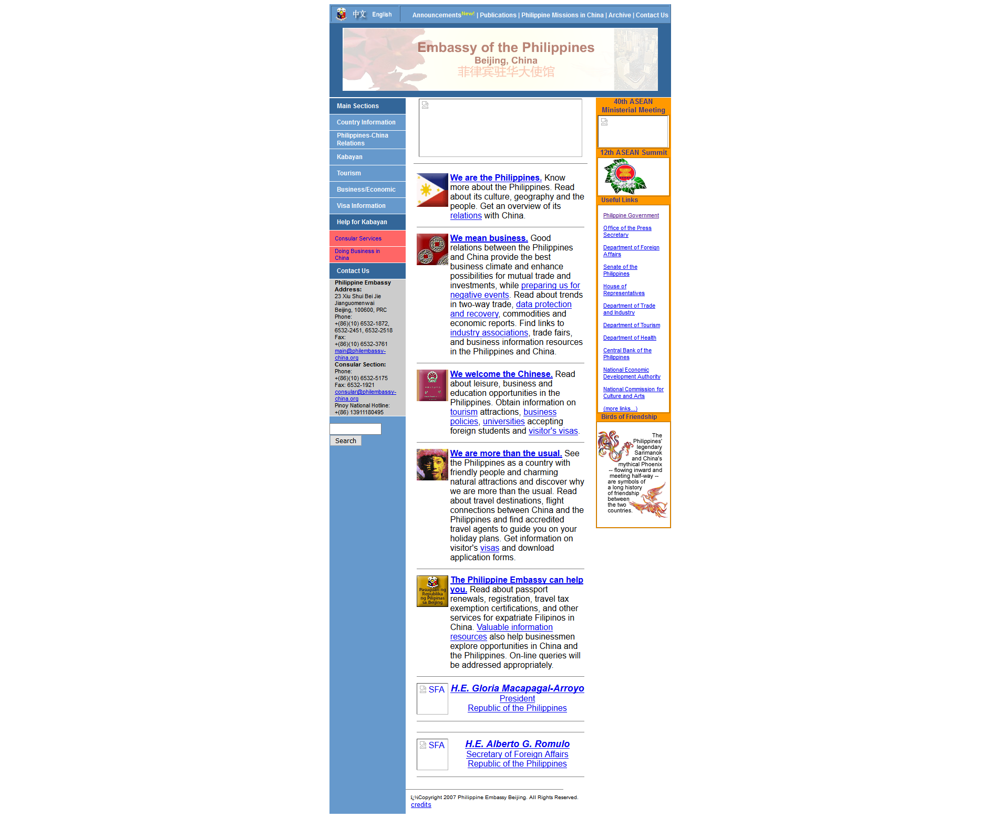 中文 English
Announcements New! | Publications | Philippine Missions in China | Archive | Contact Us
Embassy of the Philippines
Beijing, China
菲律宾驻华大使馆
Main Sections
Country Information
Philippines-China
Relations
Kabayan
Tourism
Business/Economic
Visa Information
Help for Kabayan
Consular Services
Doing Business in
China
Contact Us
Philippine Embassy
Address:
23 Xiu Shui Bei Jie
Jianguomenwai
Beijing, 100600, PRC
Phone:
+(86)(10) 6532-1872,
6532-2451, 6532-2518
Fax:
+(86)(10) 6532-3761
main@philembassy-
china.org
Consular Section:
Phone:
+(86)(10) 6532-5175
Fax: 6532-1921
consular@philembassy-
china.org
Pinoy National Hotline:
+(86) 13911180495
Search
We are the Philippines. Know
more about the Philippines. Read
about its culture, geography and the
people. Get an overview of its
relations with China.
We mean business. Good
relations between the Philippines
and China provide the best
business climate and enhance
possibilities for mutual trade and
investments, while preparing us for
negative events. Read about trends
in two-way trade, data protection
and recovery, commodities and
economic reports. Find links to
industry associations, trade fairs,
and business information resources
in the Philippines and China.
We welcome the Chinese. Read
about leisure, business and
education opportunities in the
Philippines. Obtain information on
tourism attractions, business
policies, universities accepting
foreign students and visitor's visas.
We are more than the usual. See
the Philippines as a country with
friendly people and charming
natural attractions and discover why
we are more than the usual. Read
about travel destinations, flight
connections between China and the
Philippines and find accredited
travel agents to guide you on your
holiday plans. Get information on
visitor's visas and download
application forms.
Pasuguan ng
Republika
ng Pilipinas
sa Beijing
The Philippine Embassy can help
you. Read about passport
renewals, registration, travel tax
exemption certifications, and other
services for expatriate Filipinos in
China. Valuable information
resources also help businessmen
explore opportunities in China and
the Philippines. On-line queries will
be addressed appropriately.
SFA
H.E. Gloria Macapagal-Arroyo
President
Republic of the Philippines
SFA
H.E. Alberto G. Romulo
Secretary of Foreign Affairs
Republic of the Philippines
ï¿½Copyright 2007 Philippine Embassy Beijing. All Rights Reserved.
credits
40th ASEAN
Ministerial Meeting
12th ASEAN Summit
Useful Links
Philippine Government
Office of the Press
Secretary
Department of Foreign
Affairs
Senate of the
Philippines
House of
Representatives
Department of Trade
and Industry
Department of Tourism
Department of Health
Central Bank of the
Philippines
National Economic
Development Authority
National Commission for
Culture and Arts
(more links...)
Birds of Friendship
The
Philippines'
legendary
Sarimanok
and China's
mythical Phoenix
-- flowing inward and
meeting half-way --
are symbols of
a long history
of friendship
between
the two
countries.